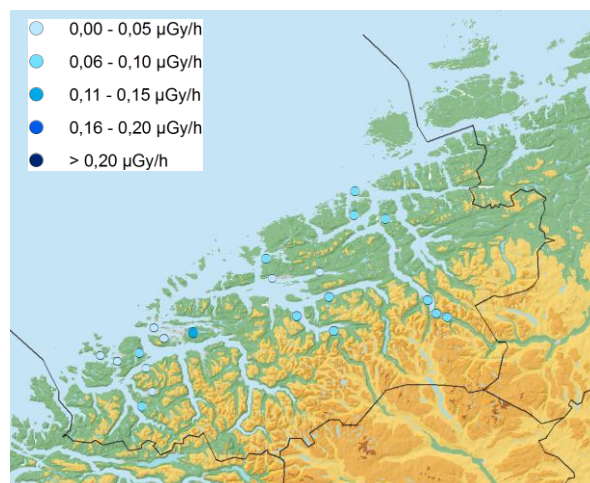 0,00 - 0,05 µGy/h
0,06 - 0,10 µGy/h
0,11 - 0,15 µGy/h
0,16 - 0,20 µGy/h
> 0,20 µGy/h